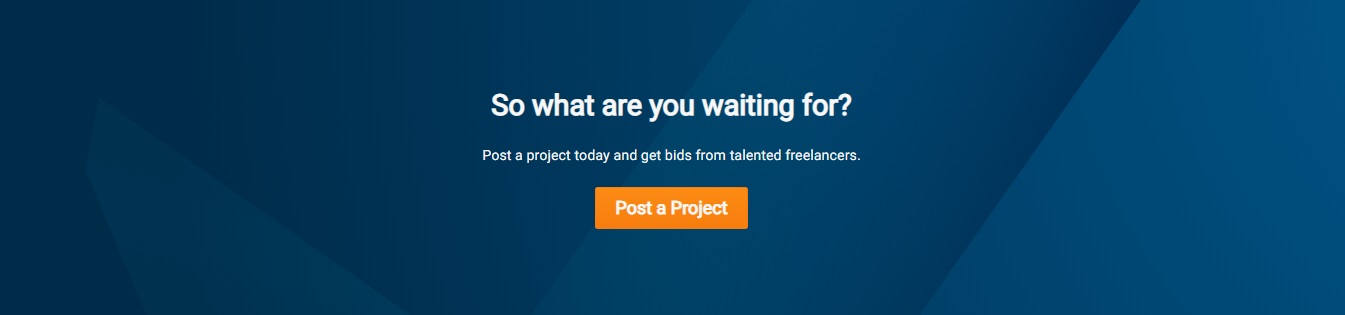 So what are you waiting for?
Post a project today and get bids from talented freelancers.
Post a Project